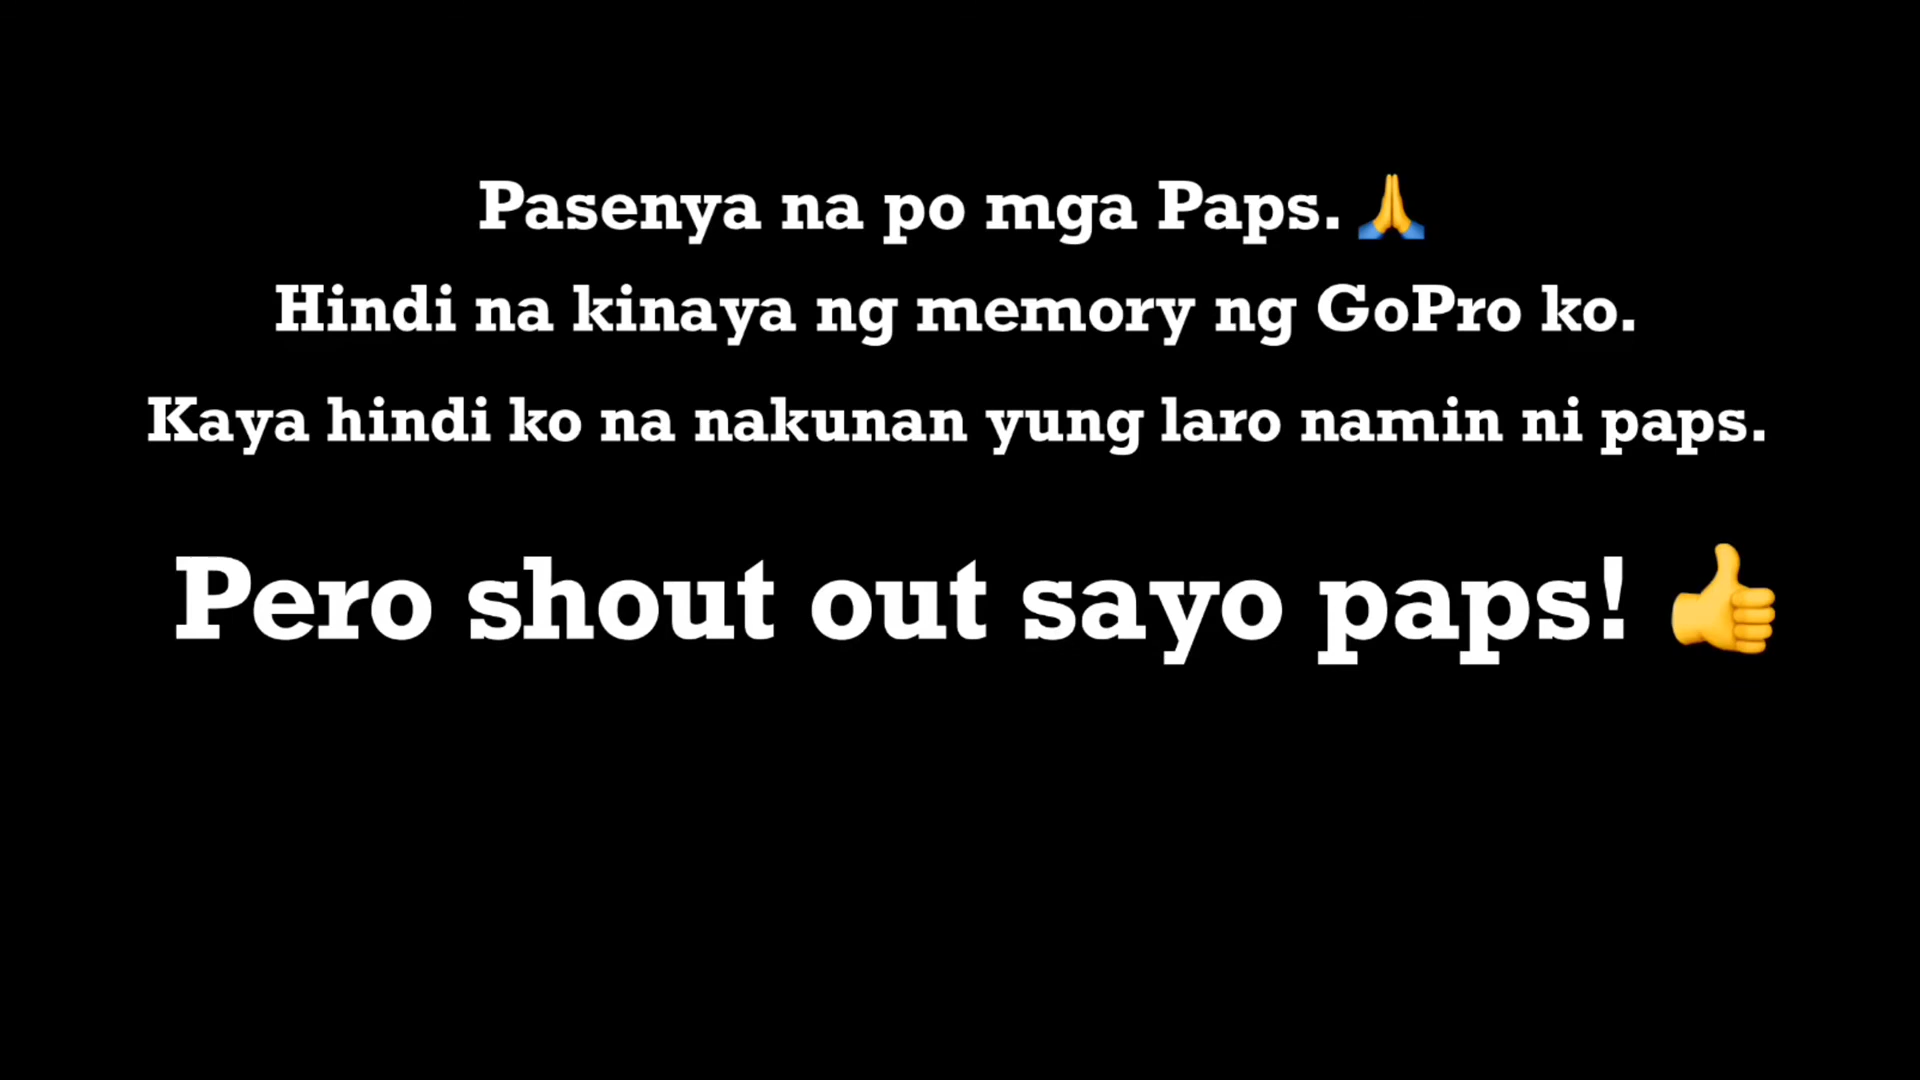 Pasenya na po mga Paps.🙏
Hindi na kinaya ng memory ng GoPro ko.
Kaya hindi ko na nakunan yung laro namin ni paps.
Pero shout out sayo paps! 👍